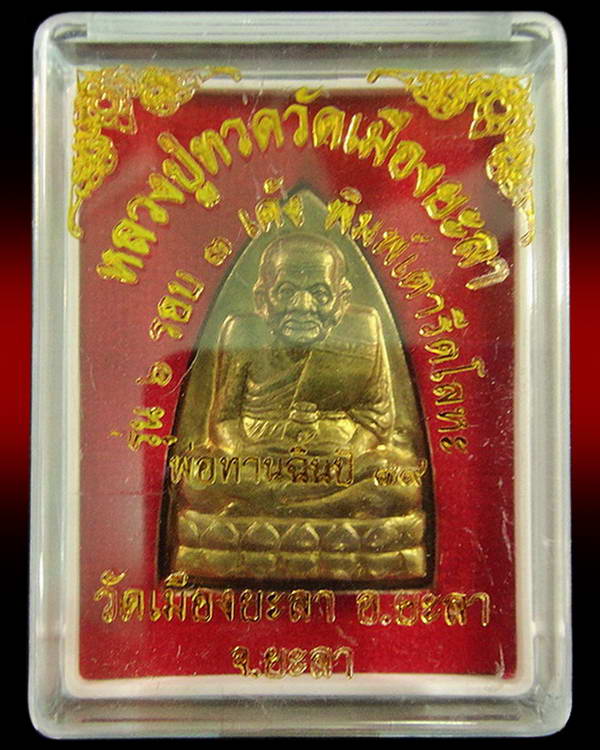 หลวงปู่ทวดวัดเมืองยะลา
รุ่น ๖ รอบ ๓ เด้ง พิมพ์เตารีดโลหะ
พ่อทานฉิ้นปี ๓๙
วัดเมืองยะลา อ.ยะลา
จ.ยะลา